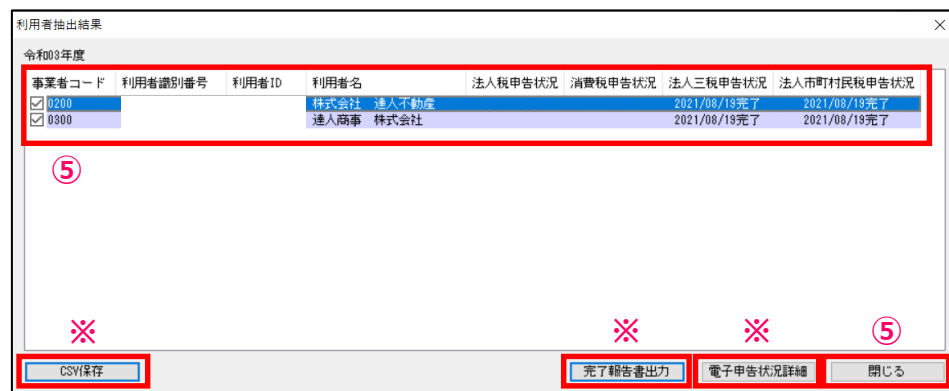 利用者抽出結果
令和03年度
事業者コード 利用者識別番号 利用者ID 利用者名 法人税申告状況 消費税申告状況 法人三税申告状況 法人市町村民税申告状況
0200 株式会社 達人不動産 2021/08/19完了 2021/08/19完了
0300 達人商事 株式会社 2021/08/19完了 2021/08/19完了
⑤
※ ※ ※ ⑤
CSV保存 完了報告書出力 電子申告状況詳細 閉じる